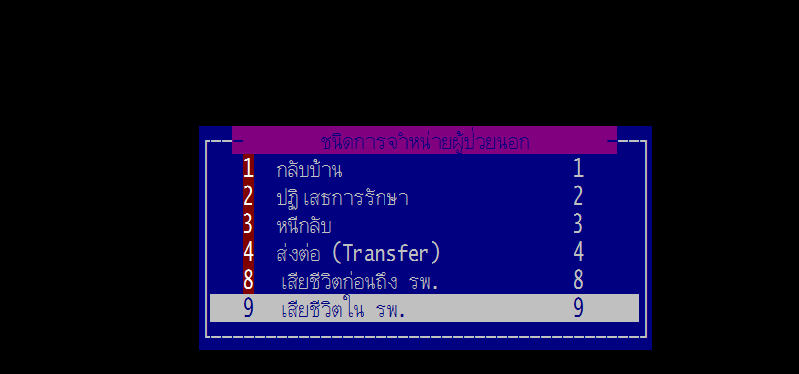 ชนิดการจำหน่ายผู้ป่วยนอก
1 กลับบ้าน 1
2 ปฏิเสธการรักษา 2
3 หนีกลับ 3
4 ส่งต่อ (Transfer) 4
8 เสียชีวิตก่อนถึง รพ. 8
9 เสียชีวิตใน รพ. 9